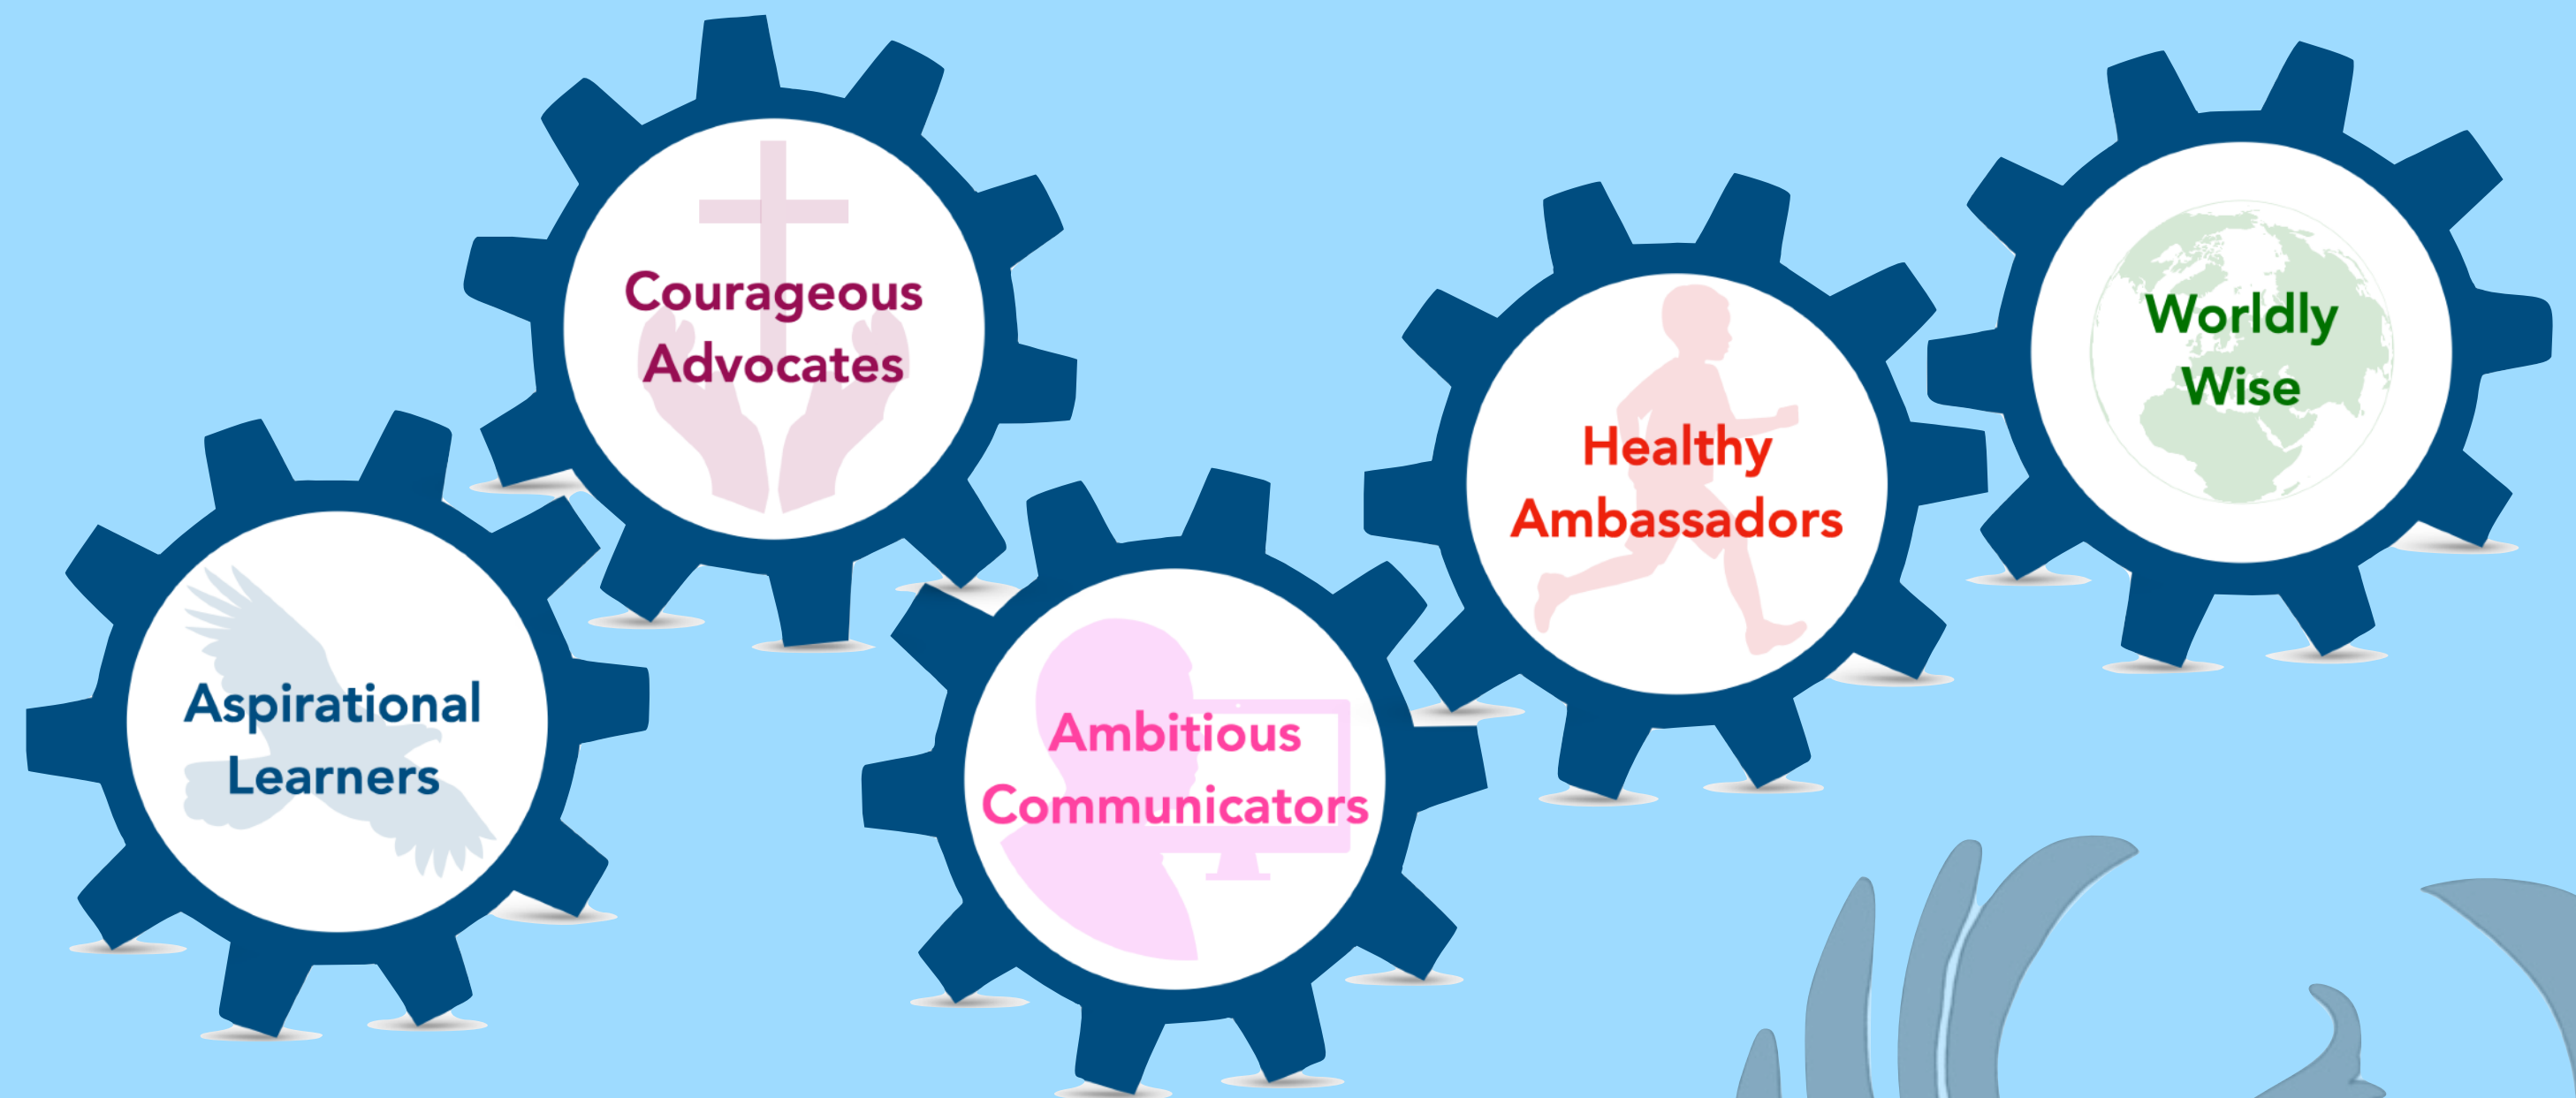 Aspirational
Learners
Courageous
Advocates
Ambitious
Communicators
Healthy
Ambassadors
Worldly
Wise